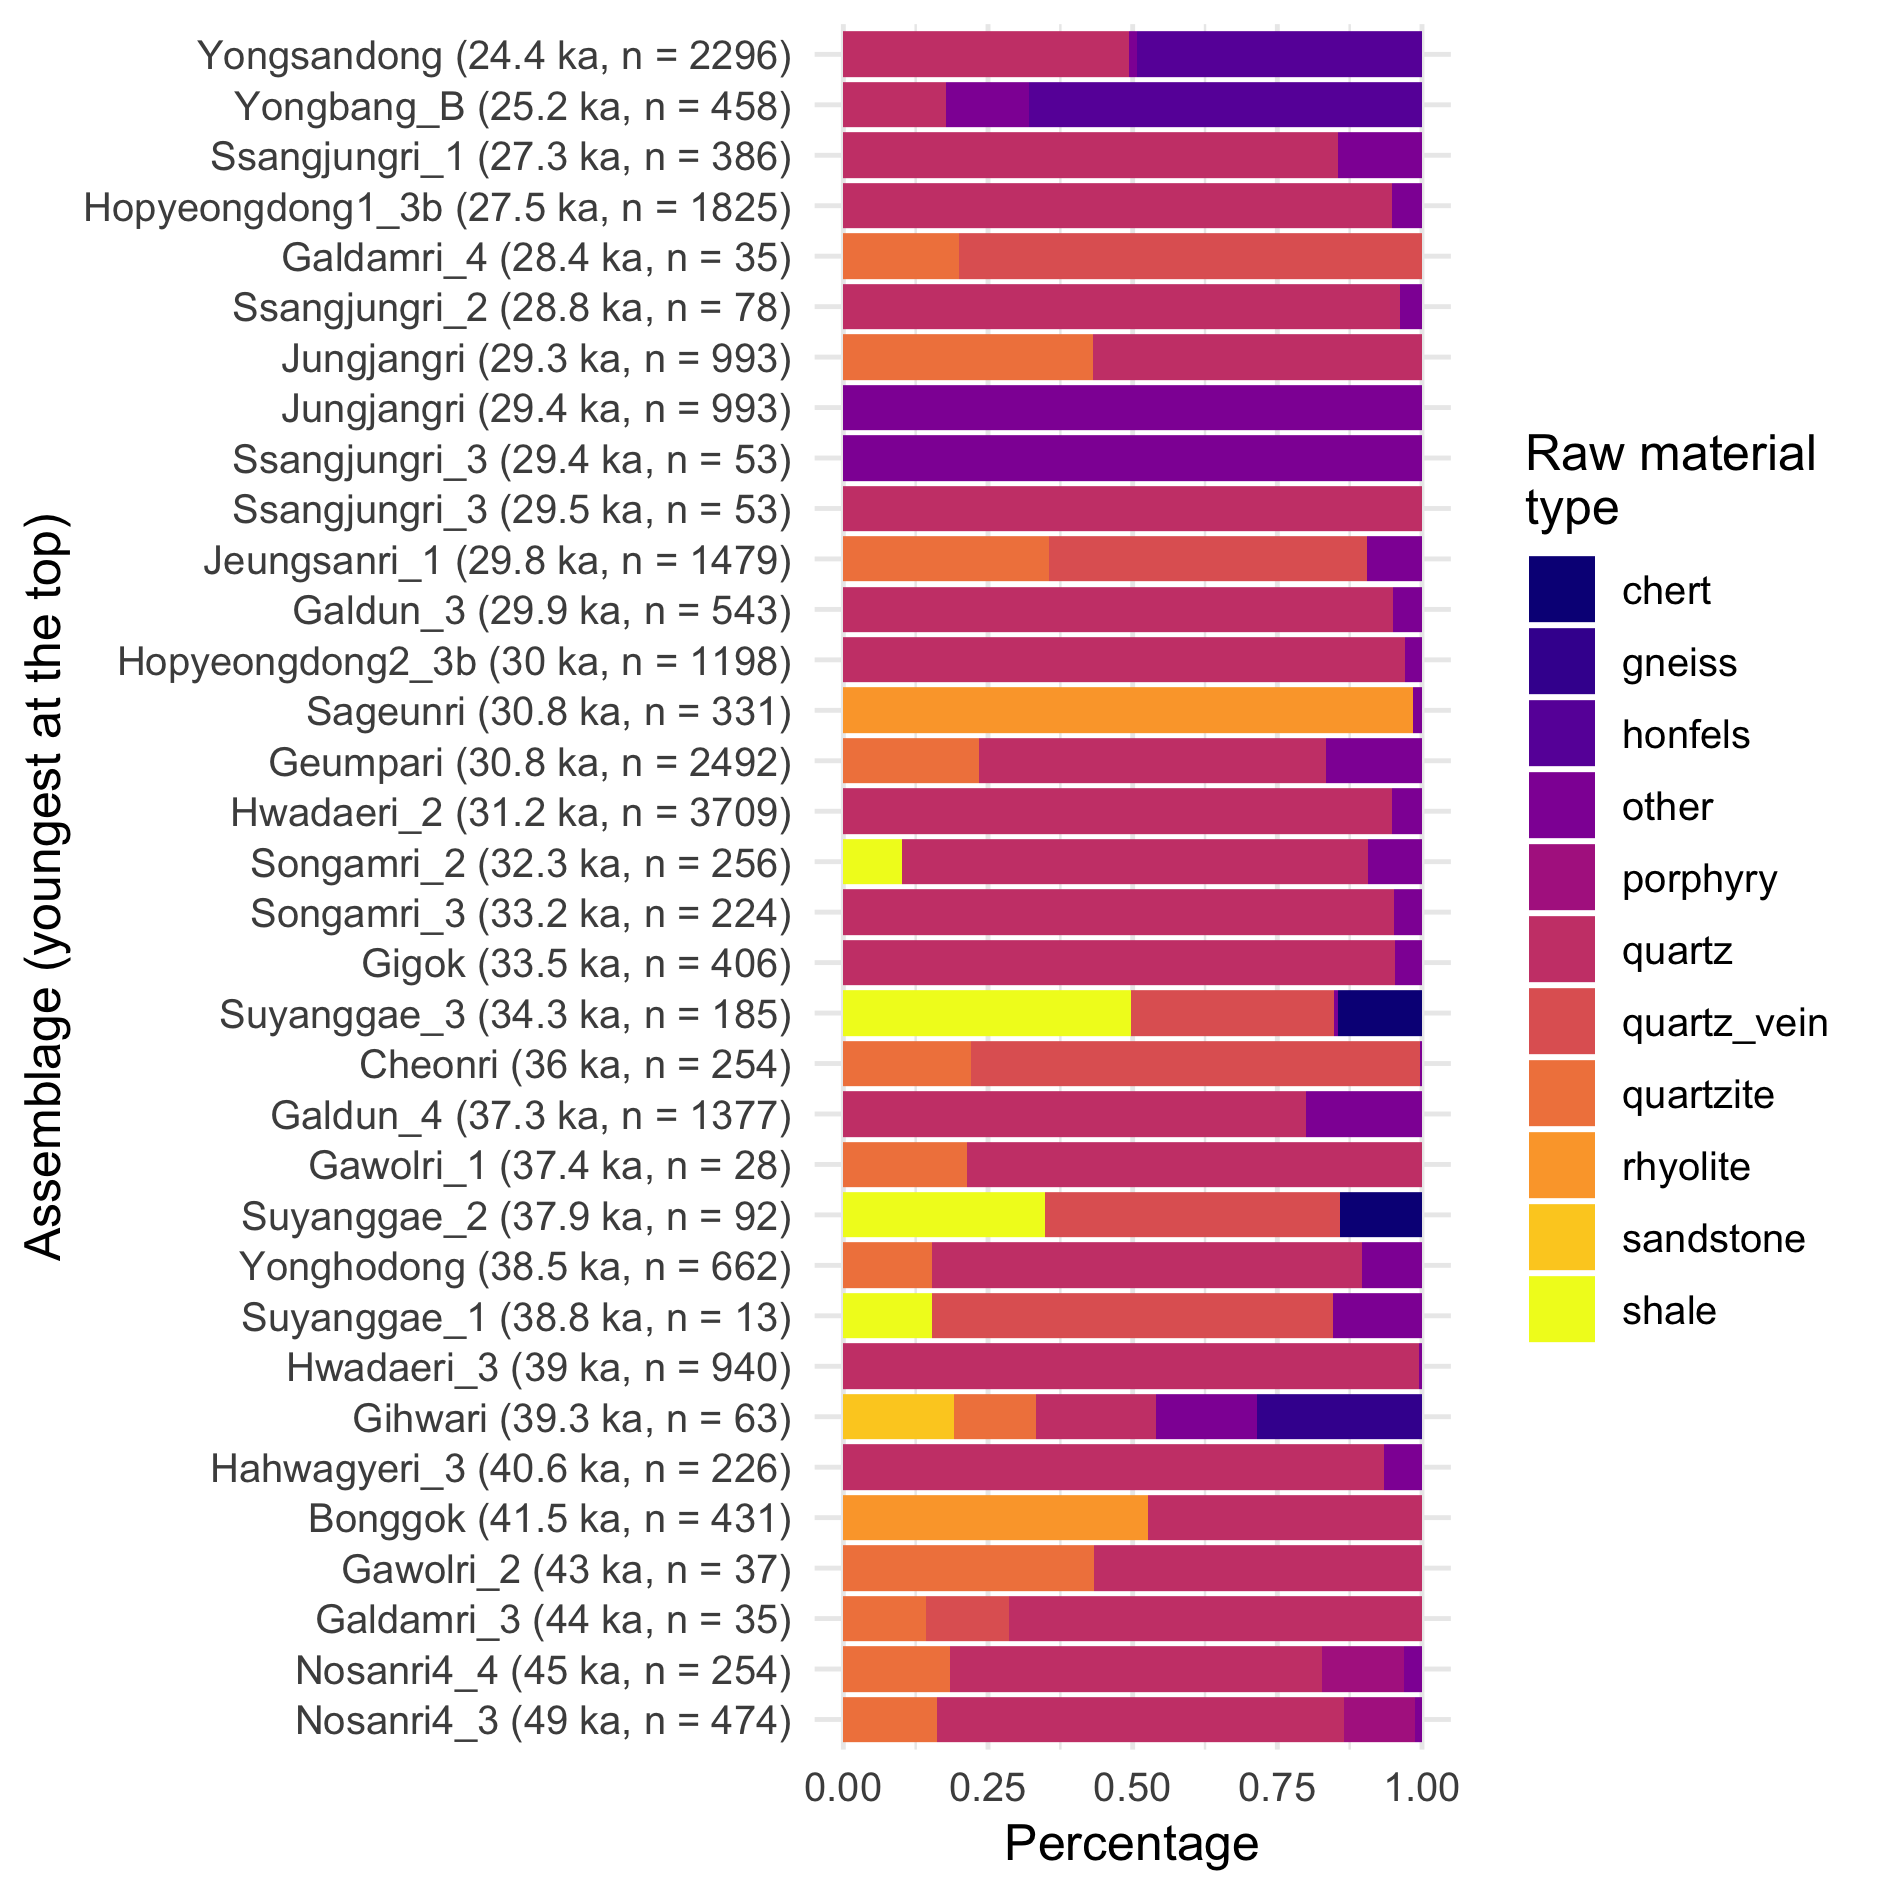 Yongsandong (24.4 ka, n = 2296)
Yongbang_B (25.2 ka, n = 458)
Ssangjungri_1 (27.3 ka, n = 386)
Hopyeongdong1_3b (27.5 ka, n = 1825)
Galdamri_4 (28.4 ka, n = 35)
Ssangjungri_2 (28.8 ka, n = 78)
Jungjangri (29.3 ka, n = 993)
Jungjangri (29.4 ka, n = 993)
Ssangjungri_3 (29.4 ka, n = 53)
Ssangjungri_3 (29.5 ka, n = 53)
Jeungsanri_1 (29.8 ka, n = 1479)
Galdun_3 (29.9 ka, n = 543)
Hopyeongdong2_3b (30 ka, n = 1198)
Sageunri (30.8 ka, n = 331)
Geumpari (30.8 ka, n = 2492)
Hwadaeri_2 (31.2 ka, n = 3709)
Songamri_2 (32.3 ka, n = 256)
Songamri_3 (33.2 ka, n = 224)
Gigok (33.5 ka, n = 406)
Suyanggae_3 (34.3 ka, n = 185)
Cheonri (36 ka, n = 254)
Galdun_4 (37.3 ka, n = 1377)
Gawolri_1 (37.4 ka, n = 28)
Suyanggae_2 (37.9 ka, n = 92)
Yonghodong (38.5 ka, n = 662)
Suyanggae_1 (38.8 ka, n = 13)
Hwadaeri_3 (39 ka, n = 940)
Gihwari (39.3 ka, n = 63)
Hahwagyeri_3 (40.6 ka, n = 226)
Bonggok (41.5 ka, n = 431)
Gawolri_2 (43 ka, n = 37)
Galdamri_3 (44 ka, n = 35)
Nosanri4_4 (45 ka, n = 254)
Nosanri4_3 (49 ka, n = 474)
Assemblage (youngest at the top)
0.00 0.25 0.50 0.75 1.00
Percentage
Raw material
type
chert
gneiss
honfels
other
porphyry
quartz
quartz_vein
quartzite
rhyolite
sandstone
shale